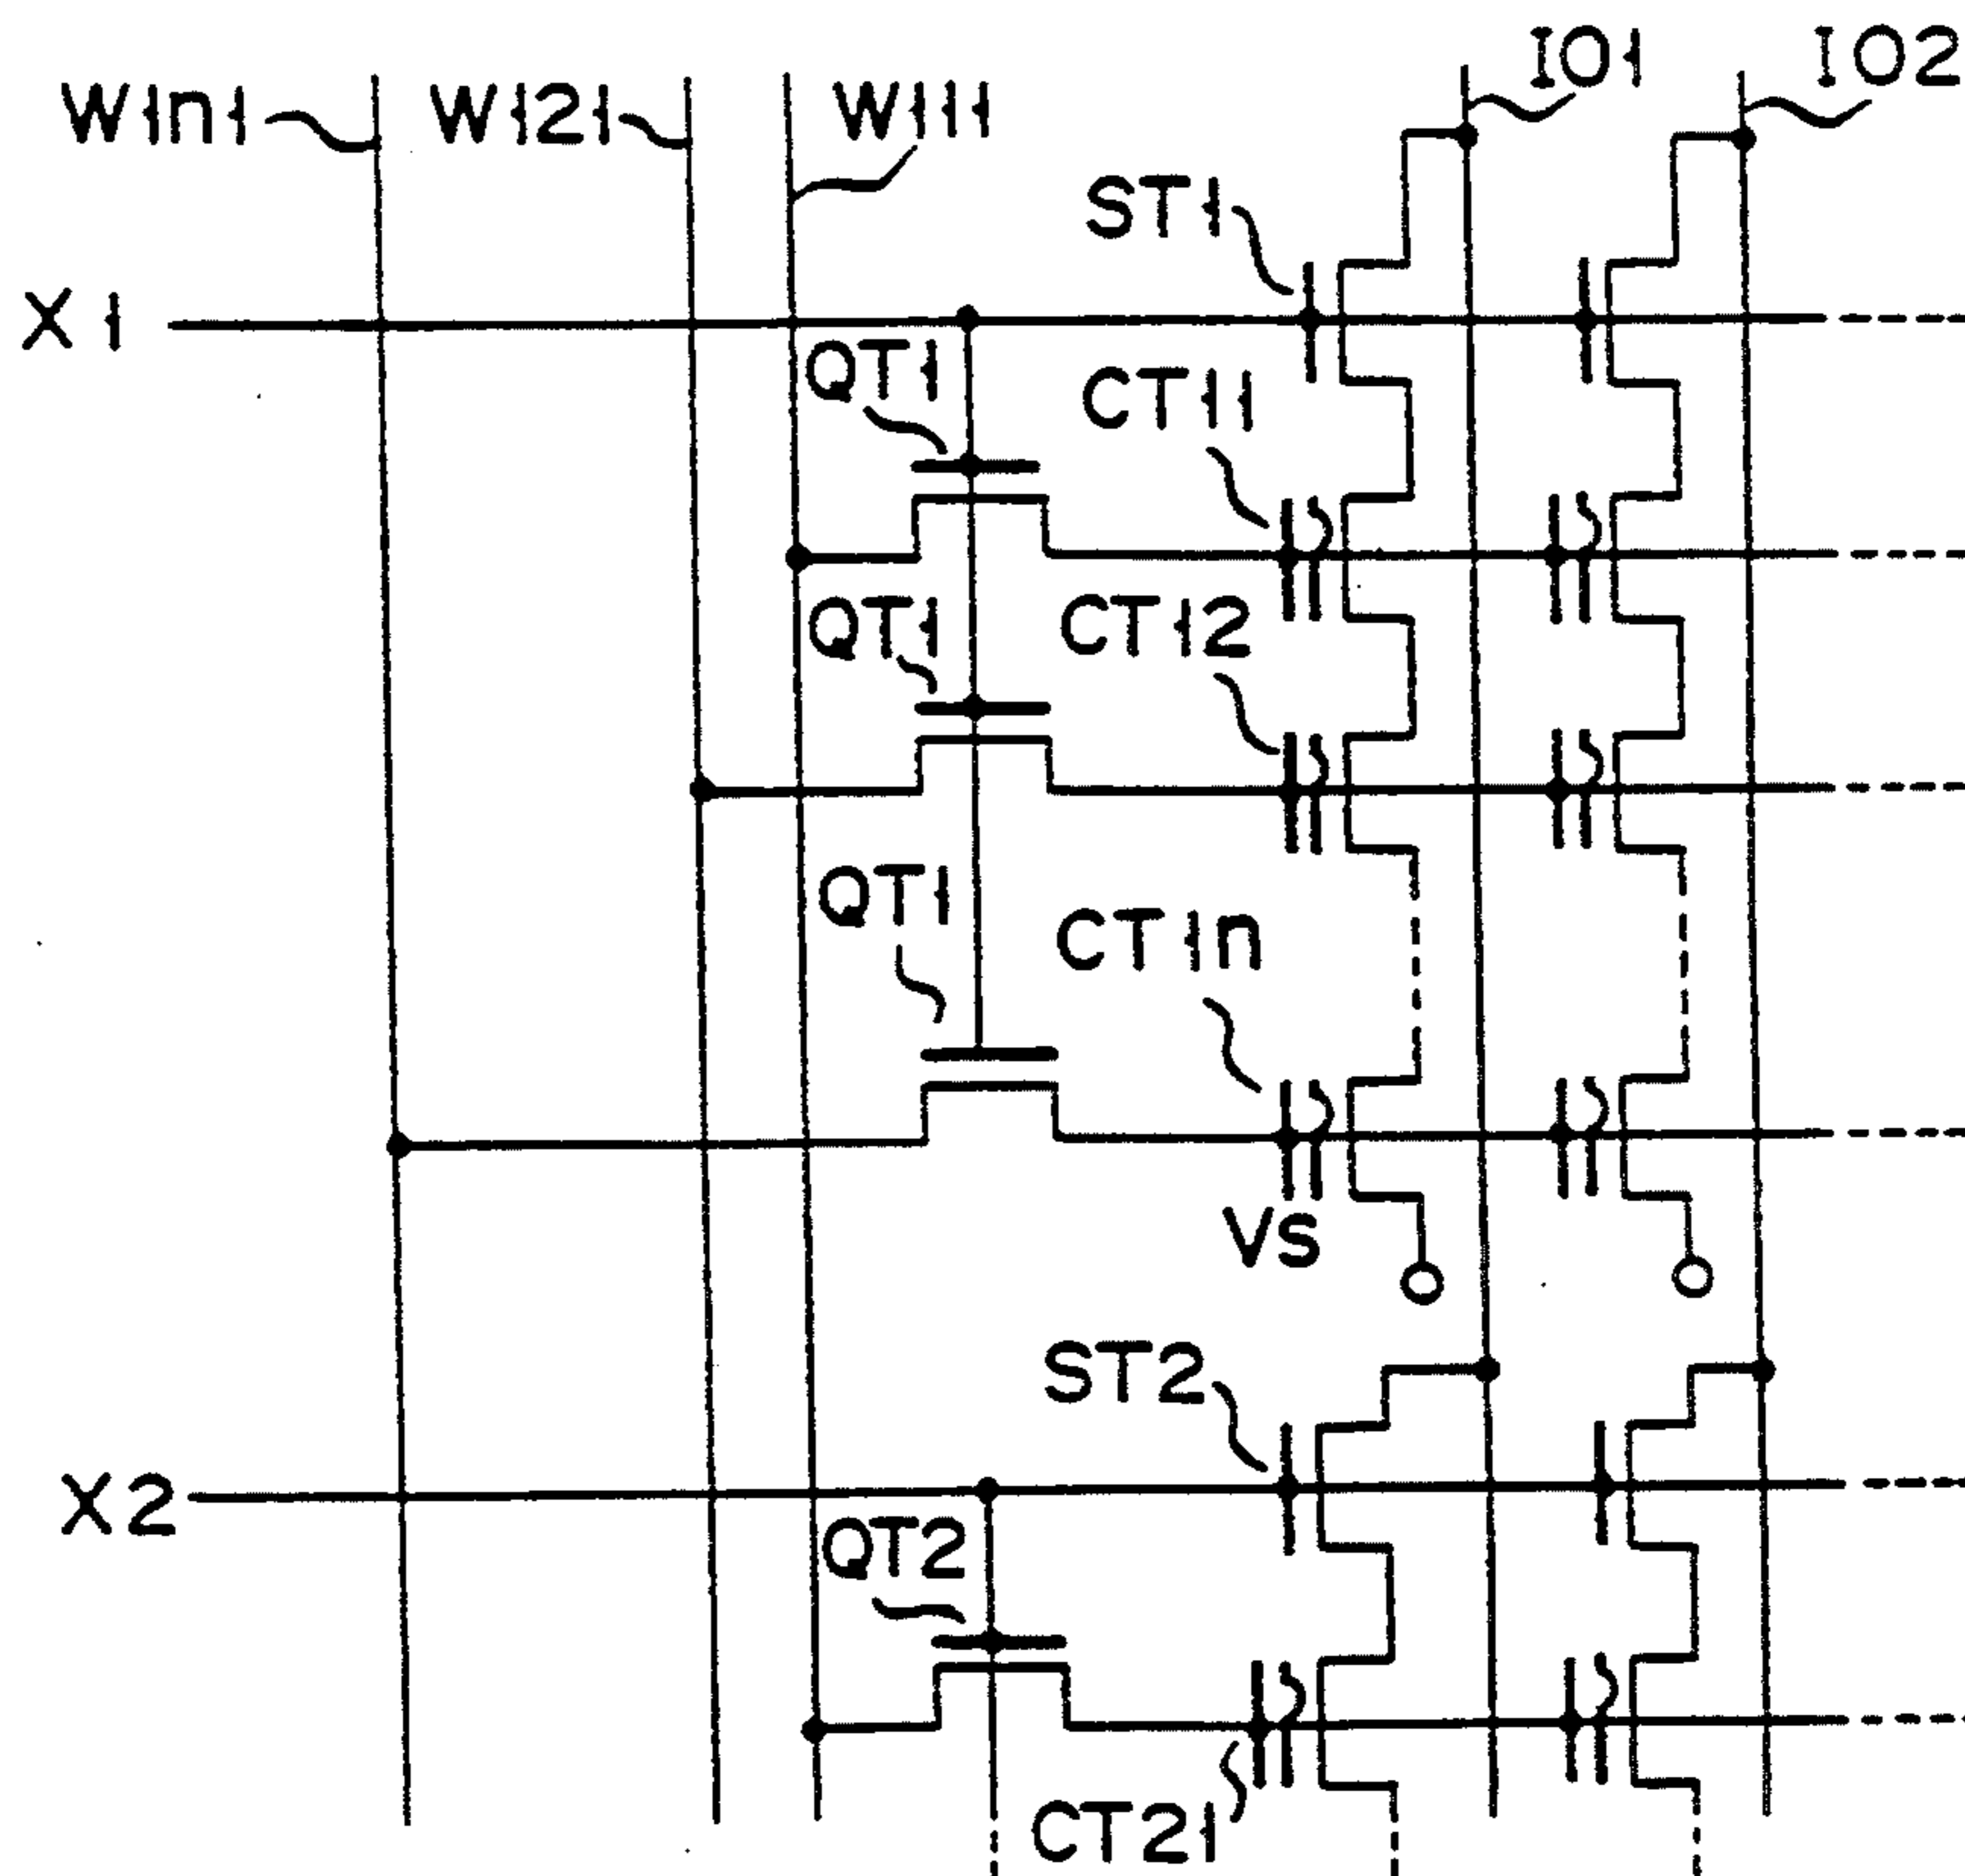 IO1 IO2
W1n1 W121 W111
ST1
X1
QT1
CT11
QT1 CT12
QT1
CT1n
VS
ST2
X2
QT2
CT21